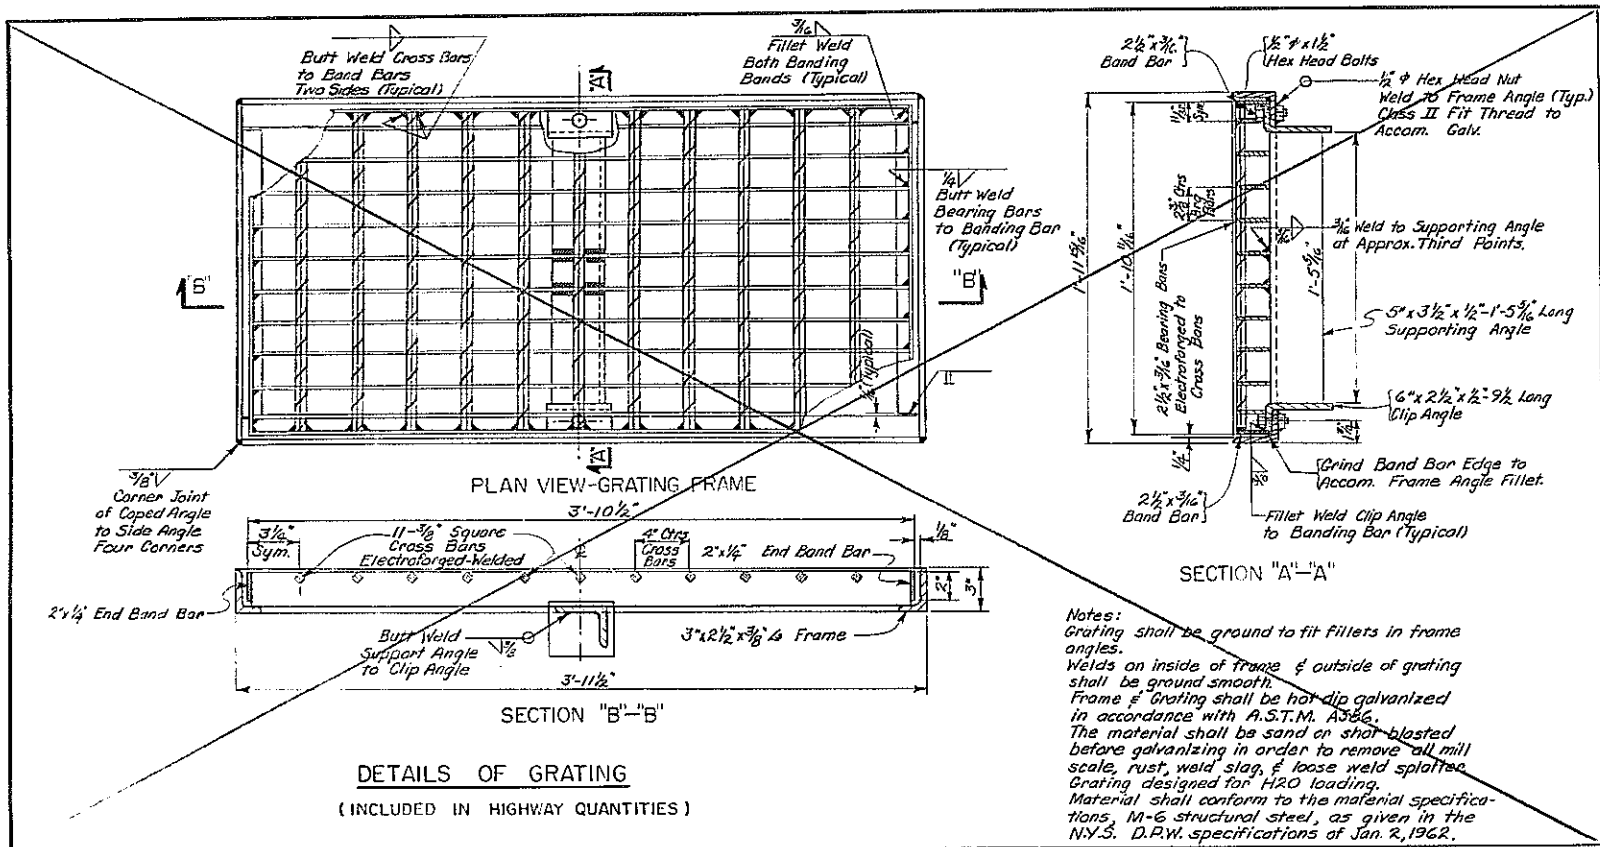 Butt Weld Cross Bars
to Band Bars
Two Sides (Typical)
"A"
3/16"
Fillet Weld
Both Banding
Bands (Typical)
1/4
Butt Weld
Bearing Bars
to Banding Bar
(Typical)
"B"
"B"
1/8" (Typical)
"A"
3/8"
Corner Joint
of Coped Angle
to Side Angle
Four Corners
PLAN VIEW-GRATING FRAME
3'-10 1/2"
3 1/4"
Sym.
11-3/8" Square
Cross Bars
Electroforged-Welded
℄
4" Ctrs
Cross
Bars
2"x1/4" End Band Bar
1/8"
2"
3"
2"x1/4" End Band Bar
Butt Weld
Support Angle
to Clip Angle
3/8
3"x2 1/2"x3/8" Ls Frame
3'-11 1/2"
SECTION "B"-"B"
DETAILS OF GRATING
(INCLUDED IN HIGHWAY QUANTITIES)
2 1/2"x3/16"
Band Bar
1/2" φ x 1 1/2"
Hex Head Bolts
1/2" φ Hex Head Nut
Weld to Frame Angle (Typ.)
Class II Fit Thread to
Accom. Galv.
Sym.
1'-11 5/16"
1'-10 11/16"
2 3/8" Ctrs
Brg
Bars
2 1/2"x3/16" Bearing Bars
Electroforged to
Cross Bars
3/16 Weld to Supporting Angle
at Approx. Third Points.
1'-5 5/16"
5"x3 1/2"x1/2"-1'-5 5/16" Long
Supporting Angle
6"x2 1/2"x1/2"-9 1/2 Long
Clip Angle
1 3/4"
1/4"
Grind Band Bar Edge to
Accom. Frame Angle Fillet.
3/16
2 1/2"x3/16"
Band Bar
Fillet Weld Clip Angle
to Banding Bar (Typical)
SECTION "A"-"A"
Notes:
Grating shall be ground to fit fillets in frame
angles.
Welds on inside of frame & outside of grating
shall be ground smooth.
Frame & Grating shall be hot dip galvanized
in accordance with A.S.T.M. A386.
The material shall be sand or shot blasted
before galvanizing in order to remove all mill
scale, rust, weld slag, & loose weld splatter.
Grating designed for H20 loading.
Material shall conform to the material specifica-
tions, M-6 structural steel, as given in the
N.Y.S. D.P.W. specifications of Jan. 2, 1962.